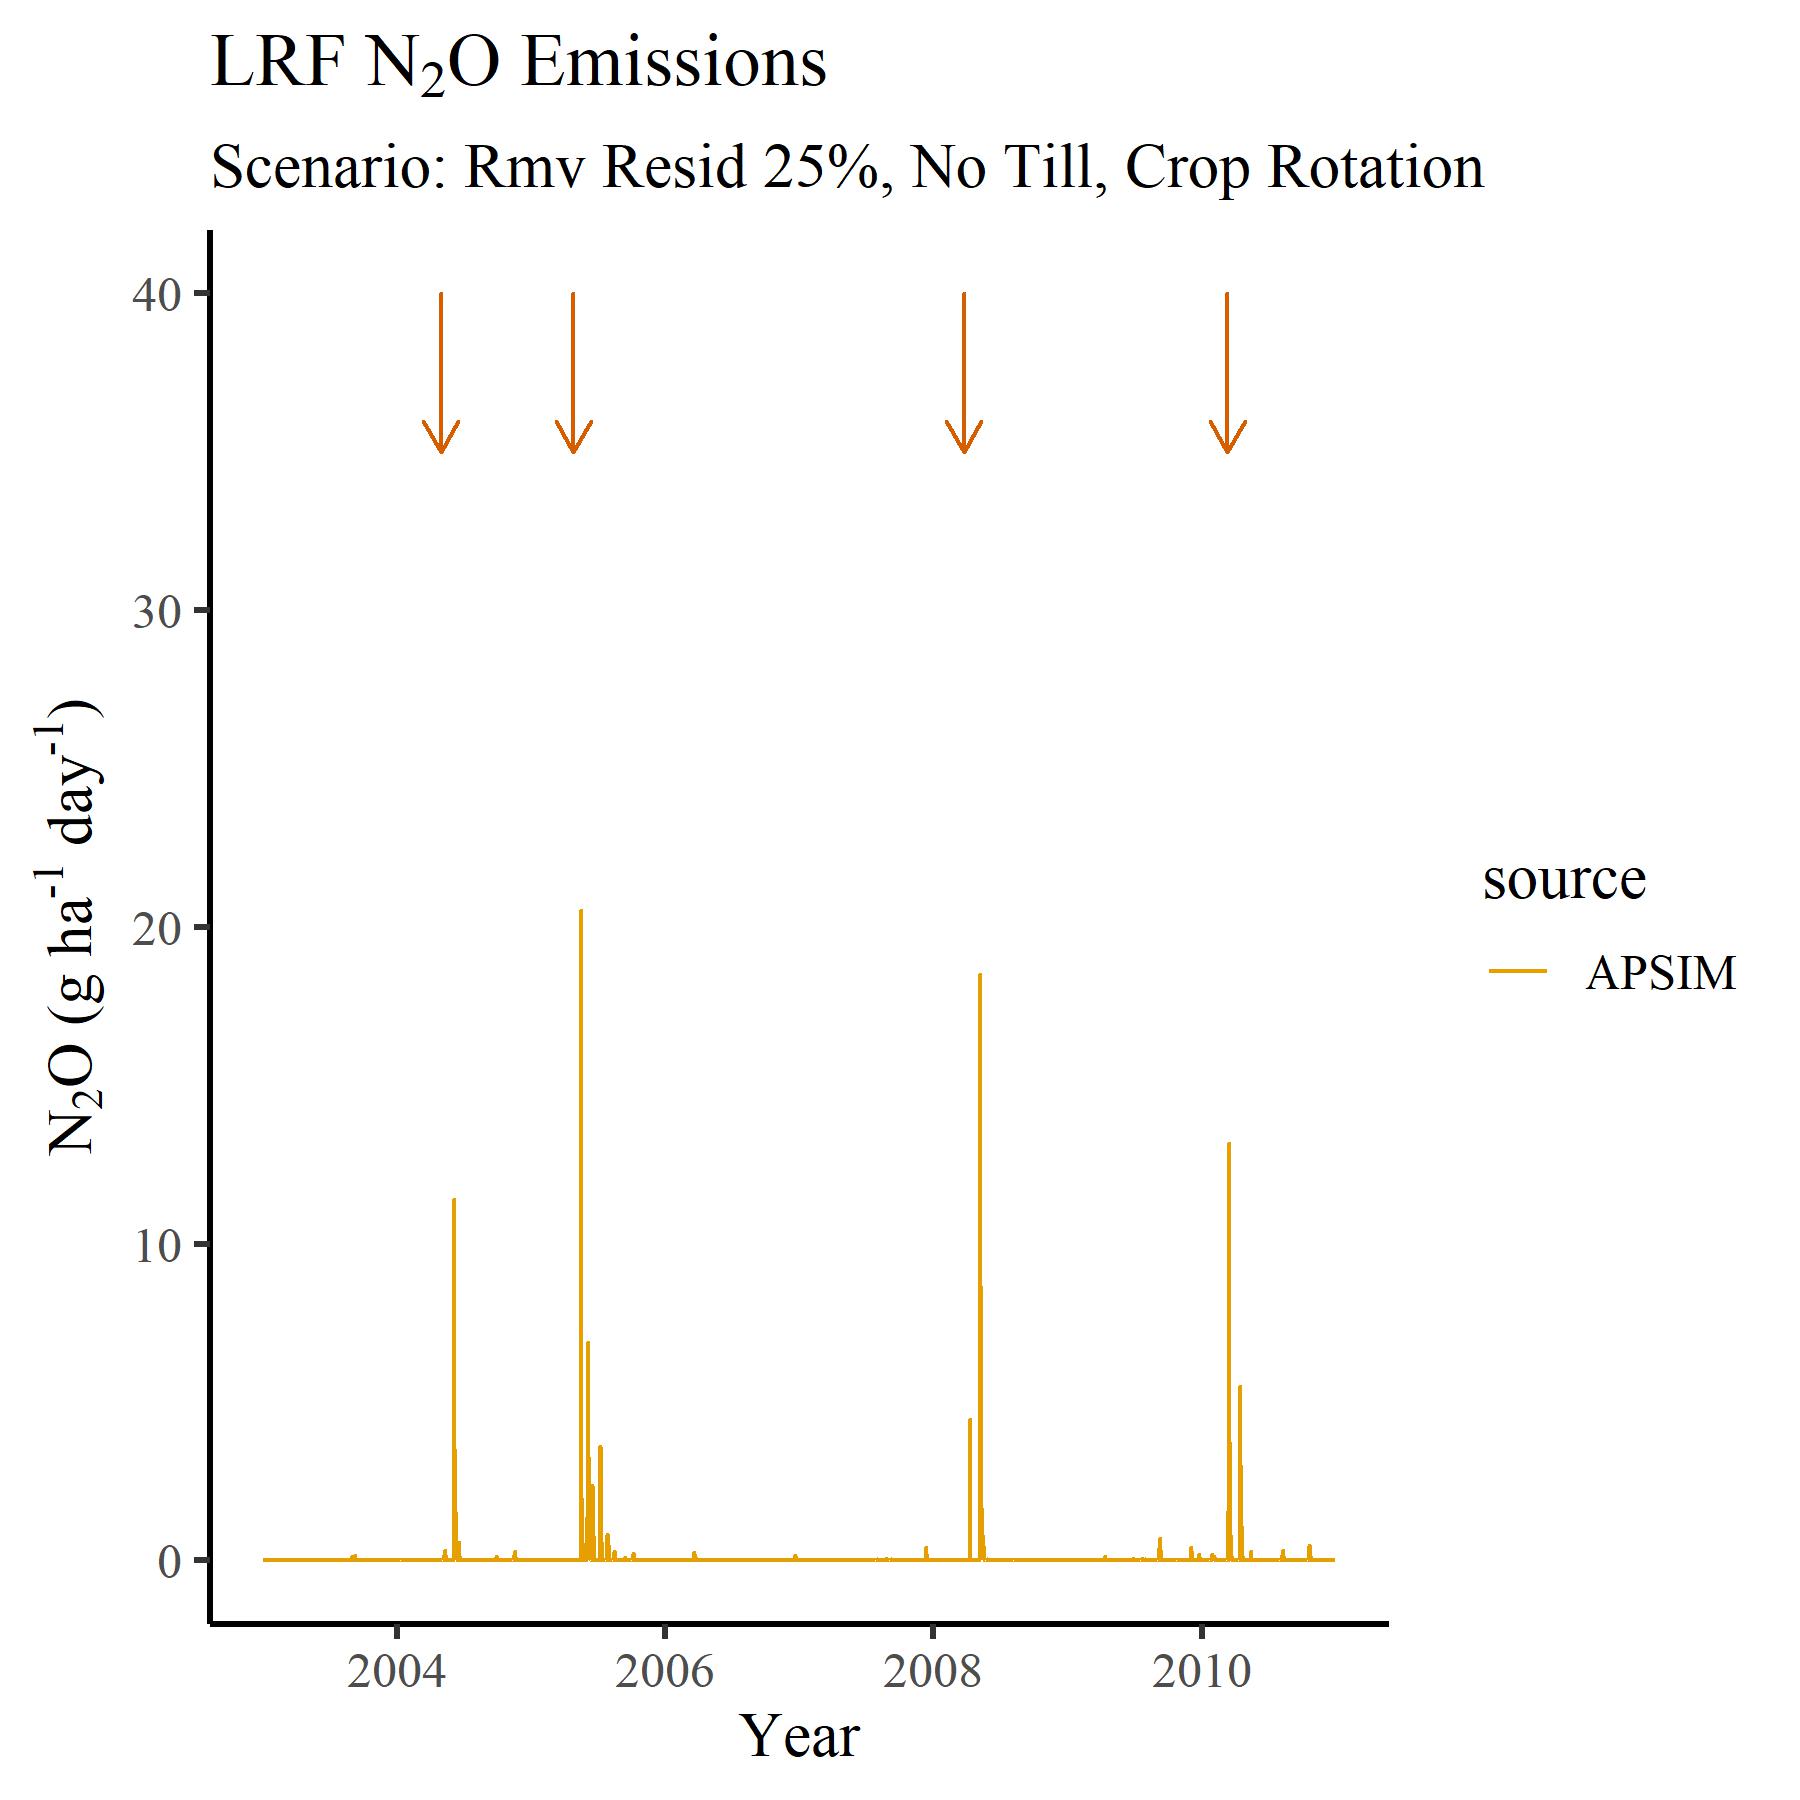 LRF N₂O Emissions
Scenario: Rmv Resid 25%, No Till, Crop Rotation
N₂O (g ha⁻¹ day⁻¹)
40
30
20
10
0
2004 2006 2008 2010
Year
source
APSIM